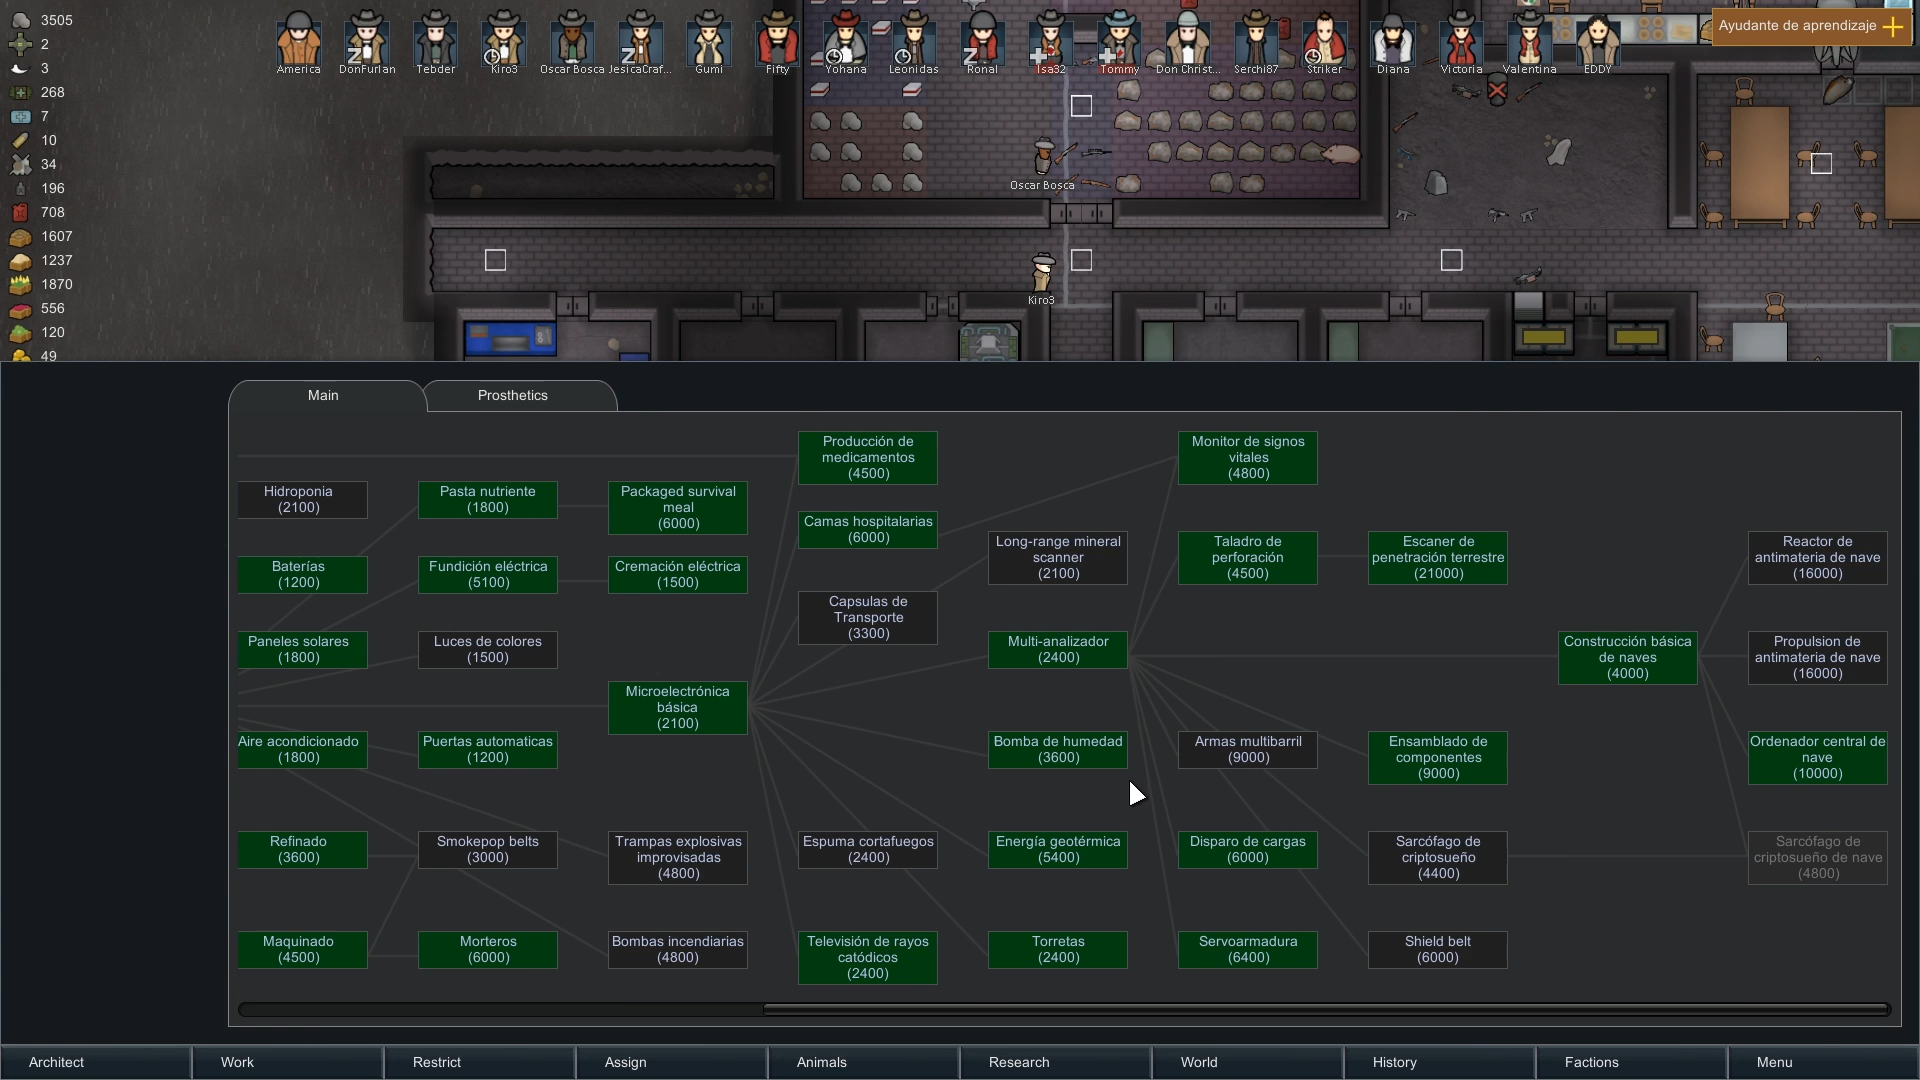 3505
2
3
268
7
10
34
196
708
1607
1237
1870
556
120
49
America
DonFurlan
Tebder
Kiro3
Oscar Bosca
JesicaCraf...
Gumi
Fifty
Yohana
Leonidas
Ronal
Isa32
Tommy
Don Christ...
Serchi87
Striker
Diana
Victoria
Valentina
EDDY
Ayudante de aprendizaje
Oscar Bosca
Kiro3
Main
Prosthetics
Producción de
medicamentos
(4500)
Monitor de signos
vitales
(4800)
Hidroponia
(2100)
Pasta nutriente
(1800)
Packaged survival
meal
(6000)
Camas hospitalarias
(6000)
Long-range mineral
scanner
(2100)
Taladro de
perforación
(4500)
Escaner de
penetración terrestre
(21000)
Reactor de
antimateria de nave
(16000)
Baterías
(1200)
Fundición eléctrica
(5100)
Cremación eléctrica
(1500)
Capsulas de
Transporte
(3300)
Paneles solares
(1800)
Luces de colores
(1500)
Multi-analizador
(2400)
Construcción básica
de naves
(4000)
Propulsion de
antimateria de nave
(16000)
Microelectrónica
básica
(2100)
Aire acondicionado
(1800)
Puertas automaticas
(1200)
Bomba de humedad
(3600)
Armas multibarril
(9000)
Ensamblado de
componentes
(9000)
Ordenador central de
nave
(10000)
Refinado
(3600)
Smokepop belts
(3000)
Trampas explosivas
improvisadas
(4800)
Espuma cortafuegos
(2400)
Energía geotérmica
(5400)
Disparo de cargas
(6000)
Sarcófago de
criptosueño
(4400)
Sarcófago de
criptosueño de nave
(4800)
Maquinado
(4500)
Morteros
(6000)
Bombas incendiarias
(4800)
Televisión de rayos
catódicos
(2400)
Torretas
(2400)
Servoarmadura
(6400)
Shield belt
(6000)
Architect
Work
Restrict
Assign
Animals
Research
World
History
Factions
Menu